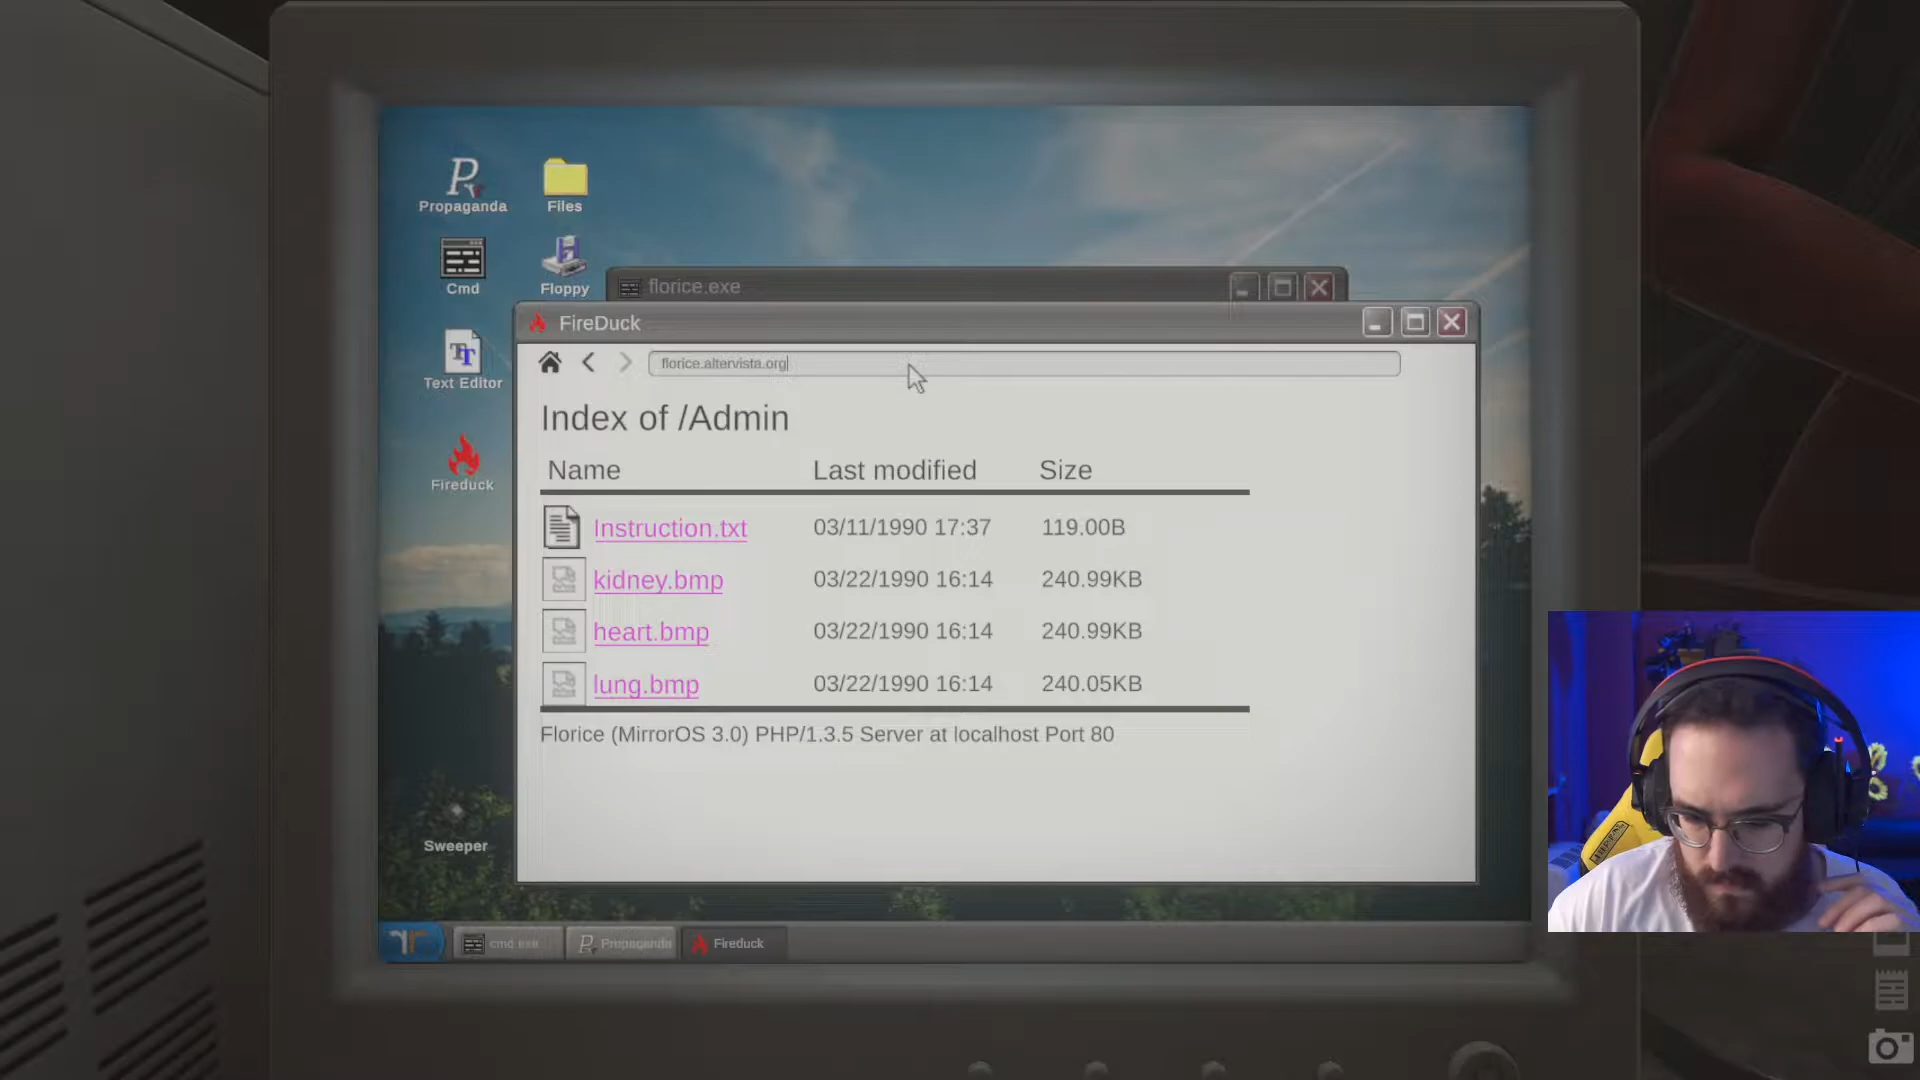 Propaganda
Files
Cmd
Floppy
Text Editor
Fireduck
Sweeper
florice.exe
FireDuck
florice.altervista.org
Index of /Admin
Name Last modified Size
Instruction.txt 03/11/1990 17:37 119.00B
kidney.bmp 03/22/1990 16:14 240.99KB
heart.bmp 03/22/1990 16:14 240.99KB
lung.bmp 03/22/1990 16:14 240.05KB
Florice (MirrorOS 3.0) PHP/1.3.5 Server at localhost Port 80
cmd.exe Propaganda Fireduck